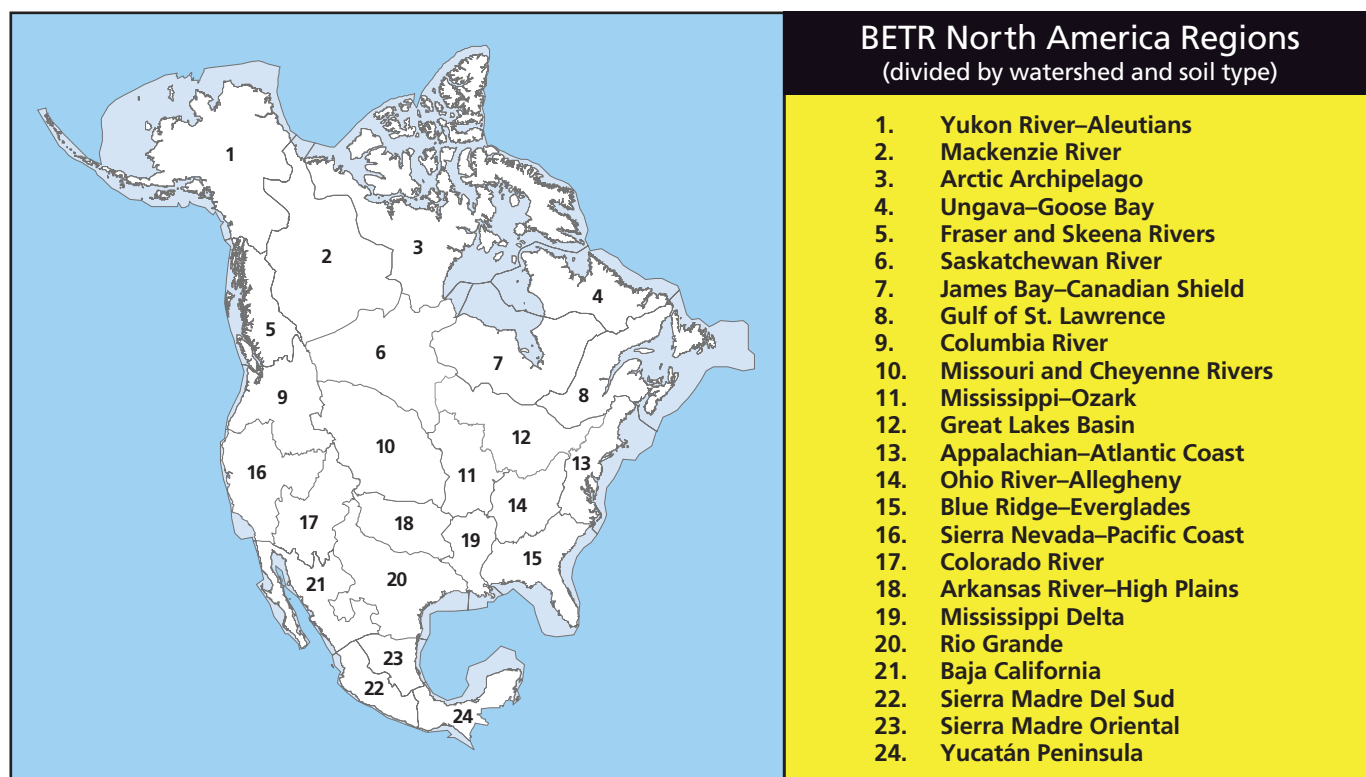 BETR North America Regions
(divided by watershed and soil type)
1. Yukon River–Aleutians
2. Mackenzie River
3. Arctic Archipelago
4. Ungava–Goose Bay
5. Fraser and Skeena Rivers
6. Saskatchewan River
7. James Bay–Canadian Shield
8. Gulf of St. Lawrence
9. Columbia River
10. Missouri and Cheyenne Rivers
11. Mississippi–Ozark
12. Great Lakes Basin
13. Appalachian–Atlantic Coast
14. Ohio River–Allegheny
15. Blue Ridge–Everglades
16. Sierra Nevada–Pacific Coast
17. Colorado River
18. Arkansas River–High Plains
19. Mississippi Delta
20. Rio Grande
21. Baja California
22. Sierra Madre Del Sud
23. Sierra Madre Oriental
24. Yucatán Peninsula
1
2
3
4
5
6
7
8
9
10
11
12
13
14
15
16
17
18
19
20
21
22
23
24